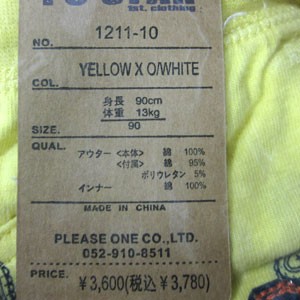 1st. clothing
NO. 1211-10
COL. YELLOW X O/WHITE
身長 90cm
体重 13kg
SIZE. 90
QUAL.
アウター <本体> 綿 100%
<付属> 綿 95%
ポリウレタン 5%
インナー 綿 100%
MADE IN CHINA
PLEASE ONE CO.,LTD.
052-910-8511
PRICE. ¥3,600(税込¥3,780)